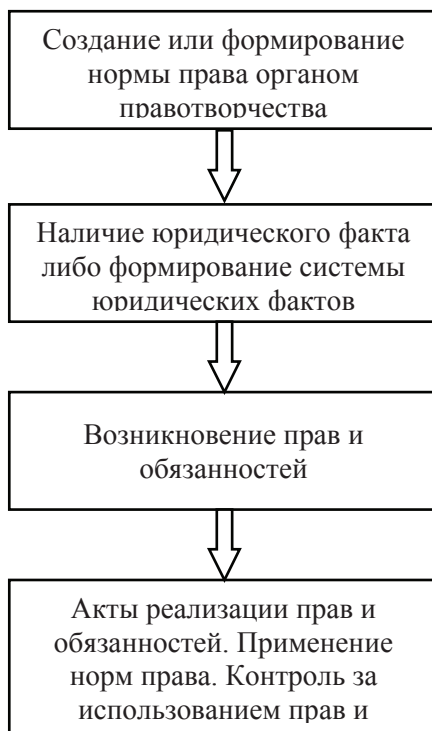 Создание или формирование
нормы права органом
правотворчества
Наличие юридического факта
либо формирование системы
юридических фактов
Возникновение прав и
обязанностей
Акты реализации прав и
обязанностей. Применение
норм права. Контроль за
использованием прав и